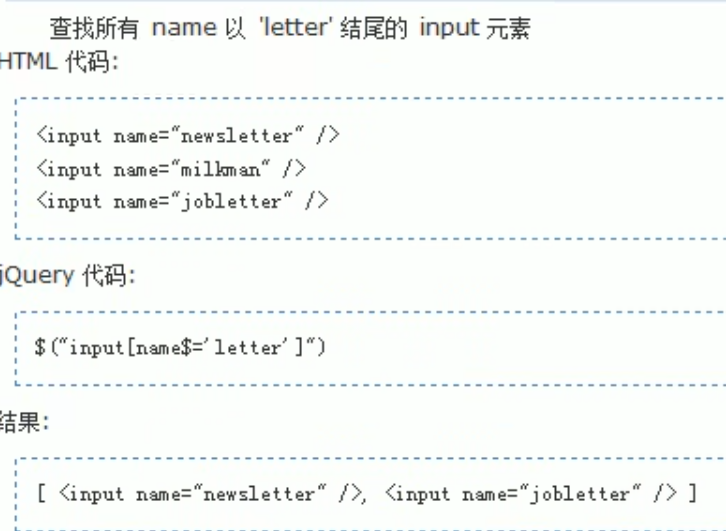 查找所有 name 以 'letter' 结尾的 input 元素
HTML 代码:
<input name="newsletter" />
<input name="milkman" />
<input name="jobletter" />
jQuery 代码:
$("input[name$='letter']")
结果:
[ <input name="newsletter" />, <input name="jobletter" /> ]